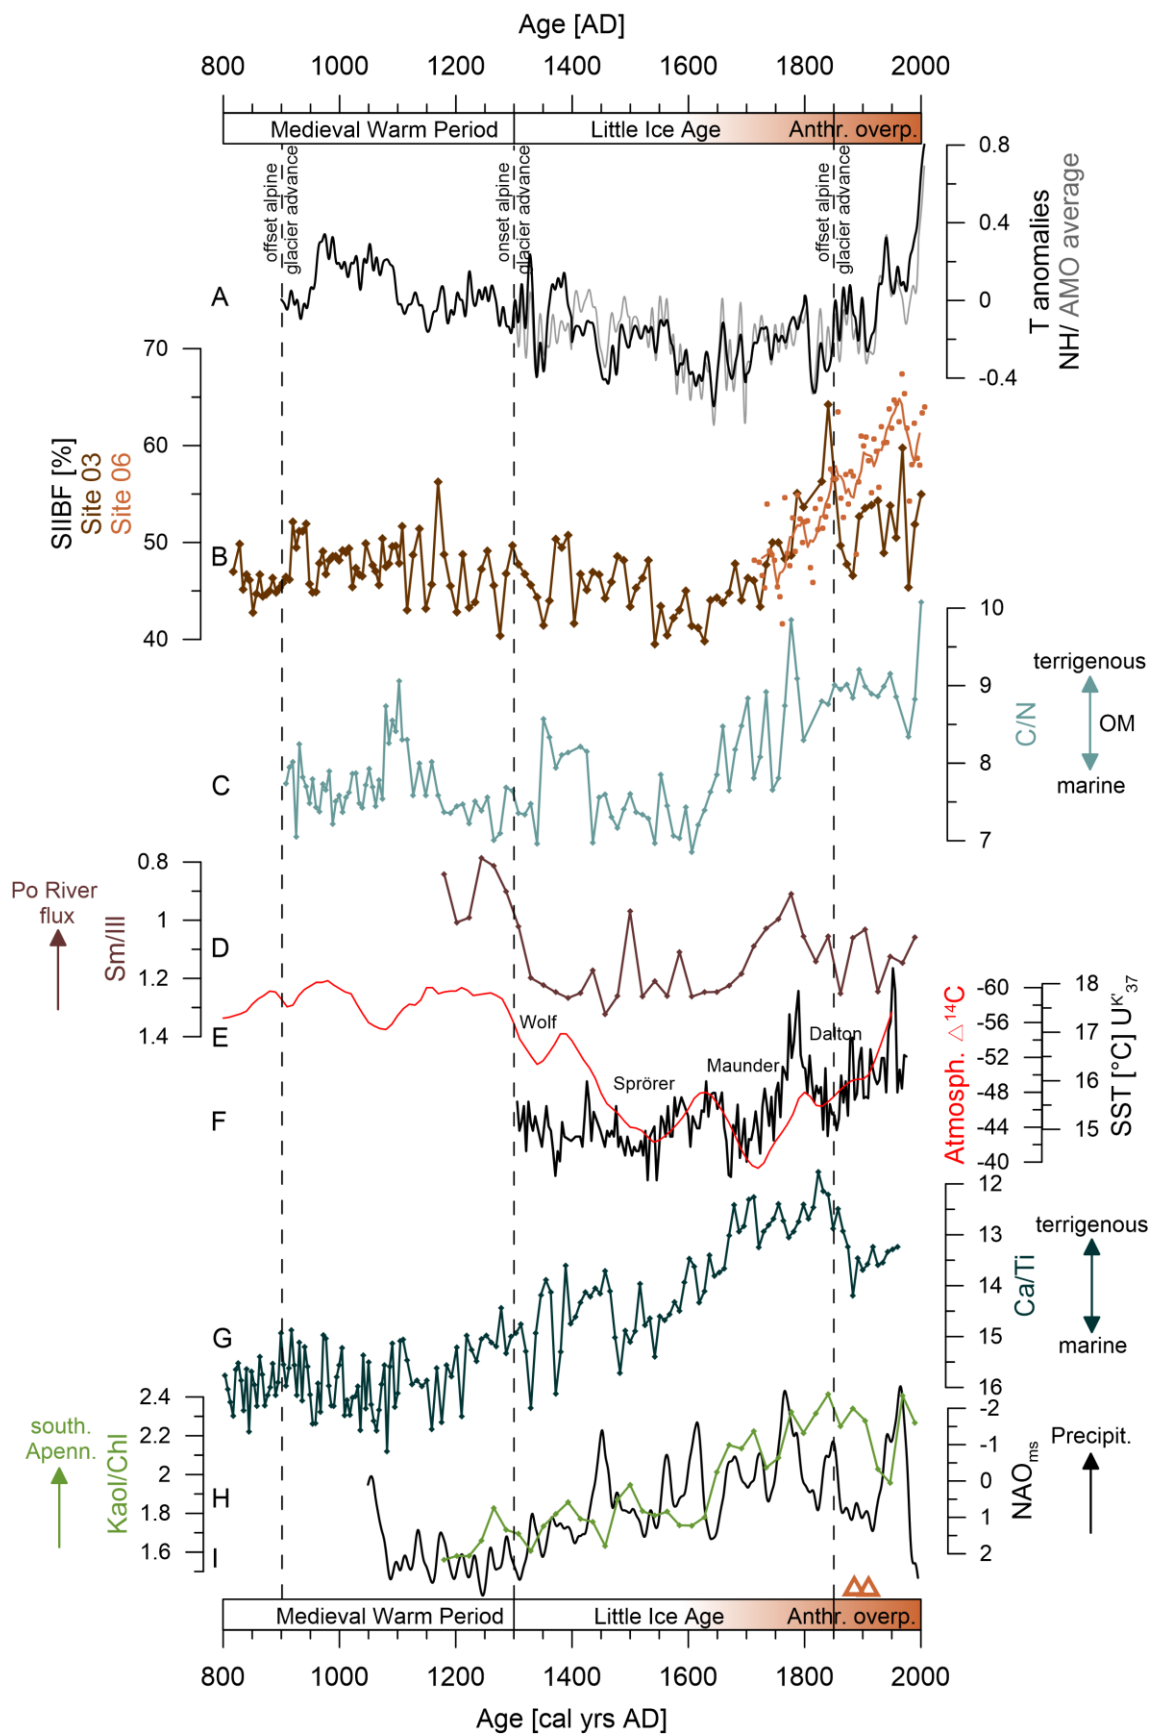 Age [AD]
800 1000 1200 1400 1600 1800 2000
Medieval Warm Period Little Ice Age Anthr. overp.
offset alpine
glacier advance
onset alpine
glacier advance
offset alpine
glacier advance
0.8
0.4
0
-0.4
T anomalies
NH/ AMO average
A
70
60
50
40
SIIBF [%]
Site 03
Site 06
B
10
9
8
7
C/N
terrigenous
OM
marine
C
0.8
1
1.2
1.4
Po River
flux
Sm/Ill
D
E
Wolf
Sprörer
Maunder
Dalton
-60
-56
-52
-48
-44
-40
Atmosph. △¹⁴C
18
17
16
15
SST [°C] Uᴷ'₃₇
F
12
13
14
15
16
Ca/Ti
terrigenous
marine
G
2.4
2.2
2
1.8
1.6
south.
Apenn.
Kaol/Chl
H
I
-2
-1
0
1
2
NAOms
Precipit.
Medieval Warm Period Little Ice Age Anthr. overp.
800 1000 1200 1400 1600 1800 2000
Age [cal yrs AD]